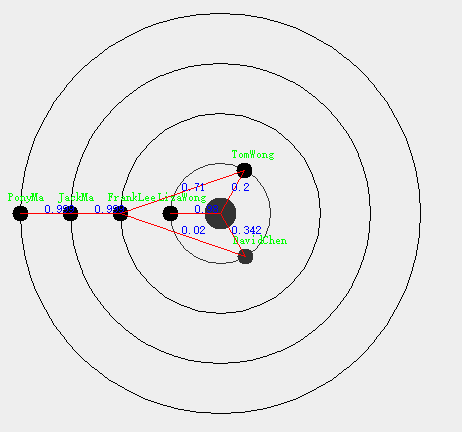 TomWong
0.71 0.2
PonyMa JackMa FrankLee LisaWong
0.02 0.342
DavidChen